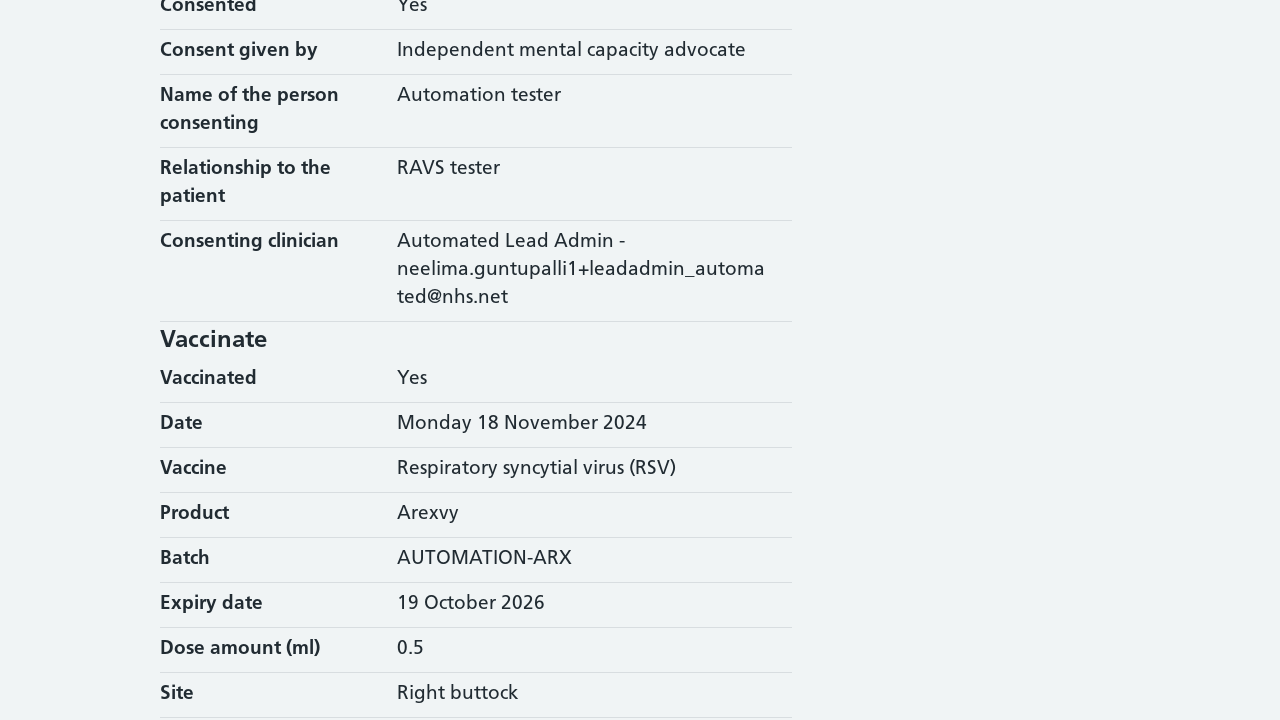 Consented Yes
Consent given by Independent mental capacity advocate
Name of the person Automation tester
consenting
Relationship to the RAVS tester
patient
Consenting clinician Automated Lead Admin -
neelima.guntupalli1+leadadmin_automa
ted@nhs.net
Vaccinate
Vaccinated Yes
Date Monday 18 November 2024
Vaccine Respiratory syncytial virus (RSV)
Product Arexvy
Batch AUTOMATION-ARX
Expiry date 19 October 2026
Dose amount (ml) 0.5
Site Right buttock